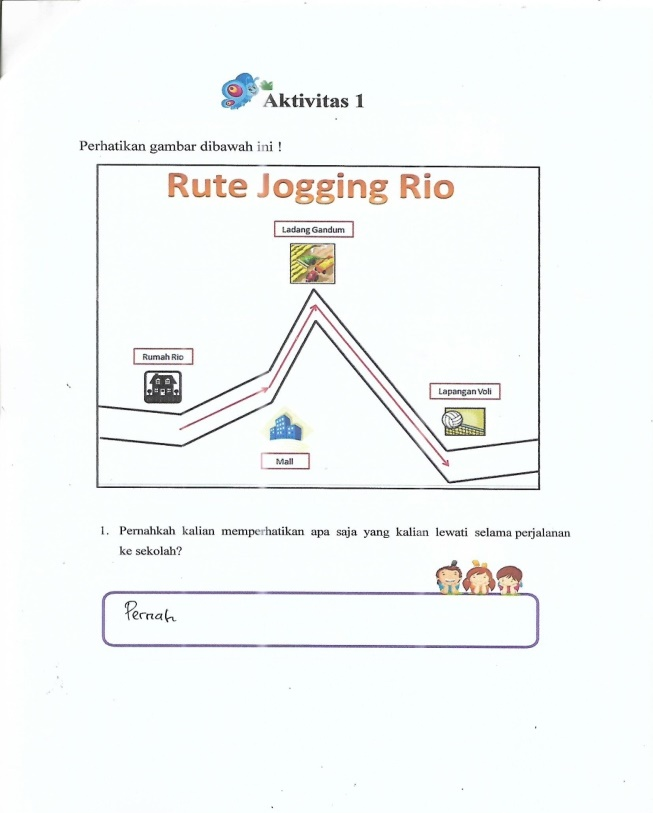 Aktivitas 1
Perhatikan gambar dibawah ini !
Rute Jogging Rio
Ladang Gandum
Rumah Rio
Lapangan Voli
Mall
1. Pernahkah kalian memperhatikan apa saja yang kalian lewati selama perjalanan
ke sekolah?
Pernah